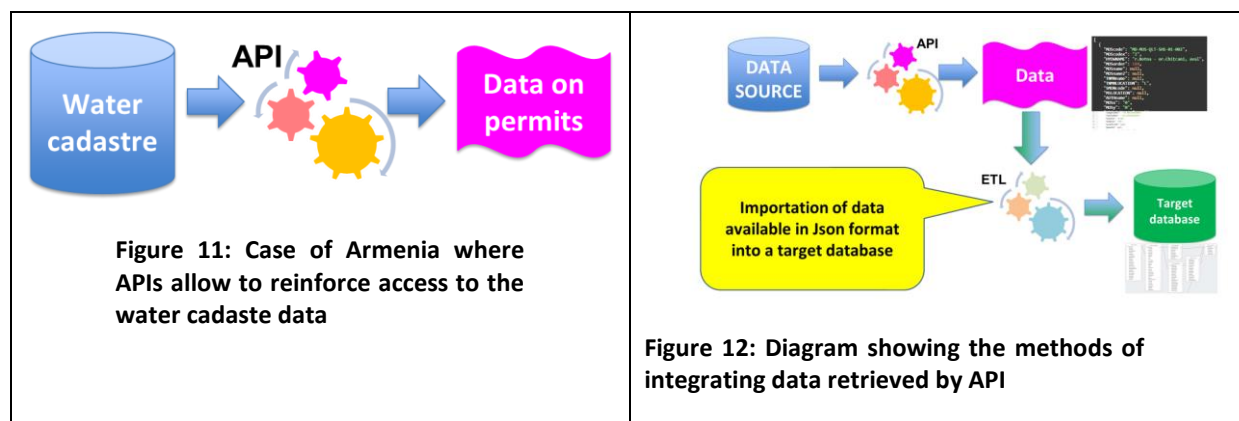 API
Water
cadastre
Data on
permits
Figure 11: Case of Armenia where
APIs allow to reinforce access to the
water cadaste data
API
DATA
SOURCE
Data
ETL
Importation of data
available in Json format
into a target database
Target
database
Figure 12: Diagram showing the methods of
integrating data retrieved by API